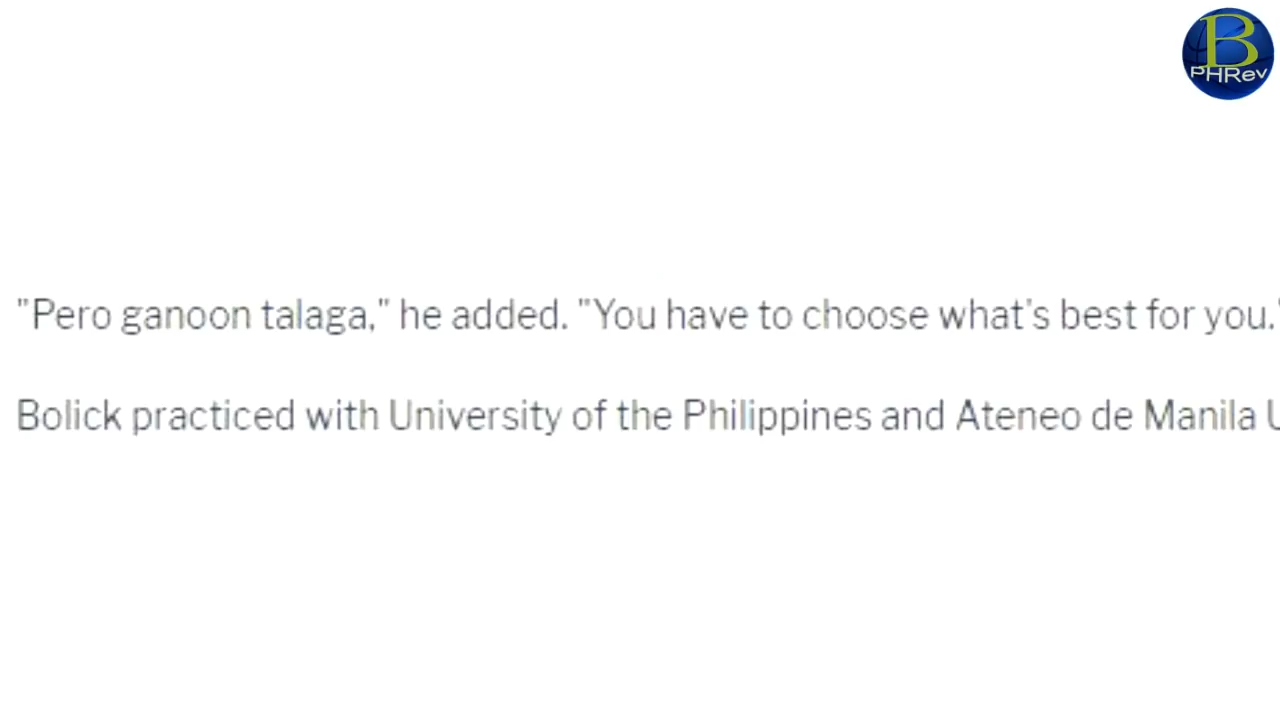 B
PHRev
"Pero ganoon talaga," he added. "You have to choose what's best for you."
Bolick practiced with University of the Philippines and Ateneo de Manila